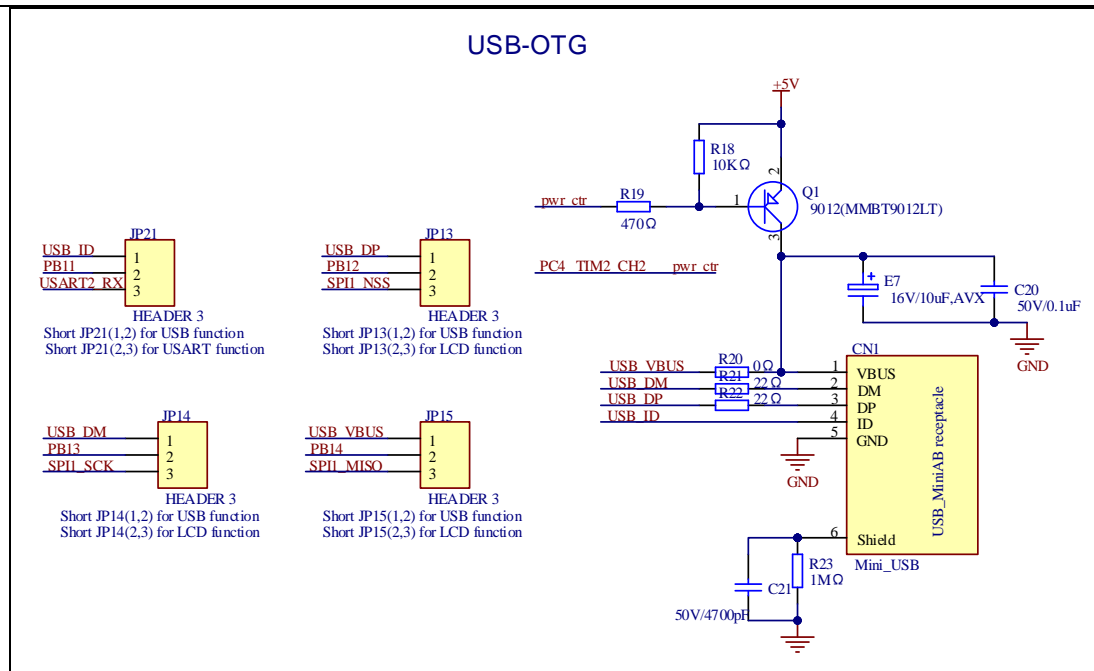 USB-OTG
+5V
R18
10KΩ
2
Q1
9012(MMBT9012LT)
pwr_ctr
R19
470Ω
1
3
PC4_TIM2_CH2
pwr_ctr
E7
+
16V/10uF,AVX
C20
50V/0.1uF
GND
JP21
USB_ID
PB11
USART2_RX
1
2
3
HEADER 3
Short JP21(1,2) for USB function
Short JP21(2,3) for USART function
JP13
USB_DP
PB12
SPI1_NSS
1
2
3
HEADER 3
Short JP13(1,2) for USB function
Short JP13(2,3) for LCD function
JP14
USB_DM
PB13
SPI1_SCK
1
2
3
HEADER 3
Short JP14(1,2) for USB function
Short JP14(2,3) for LCD function
JP15
USB_VBUS
PB14
SPI1_MISO
1
2
3
HEADER 3
Short JP15(1,2) for USB function
Short JP15(2,3) for LCD function
CN1
USB_VBUS
R20
0Ω
1
VBUS
USB_DM
R21
22Ω
2
DM
USB_DP
R22
22Ω
3
DP
USB_ID
4
ID
5
GND
GND
USB_MiniAB receptacle
6
Shield
Mini_USB
R23
1MΩ
C21
50V/4700pF